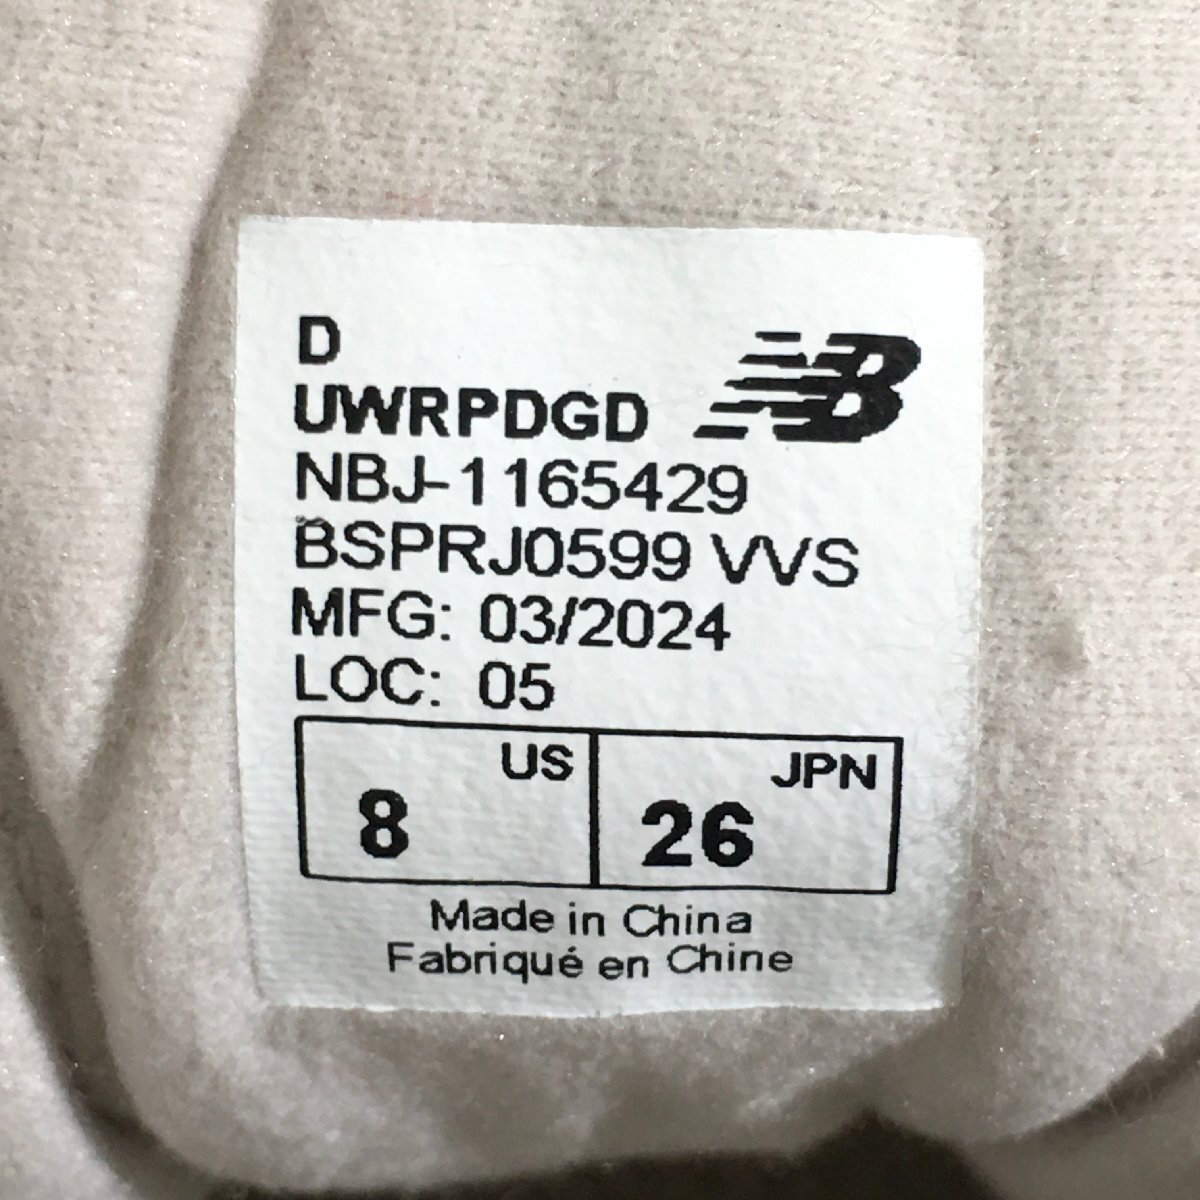 D
UWRPDGD
NB
NBJ-1165429
BSPRJ0599 VVS
MFG: 03/2024
LOC: 05
US JPN
8 26
Made in China
Fabriqué en Chine